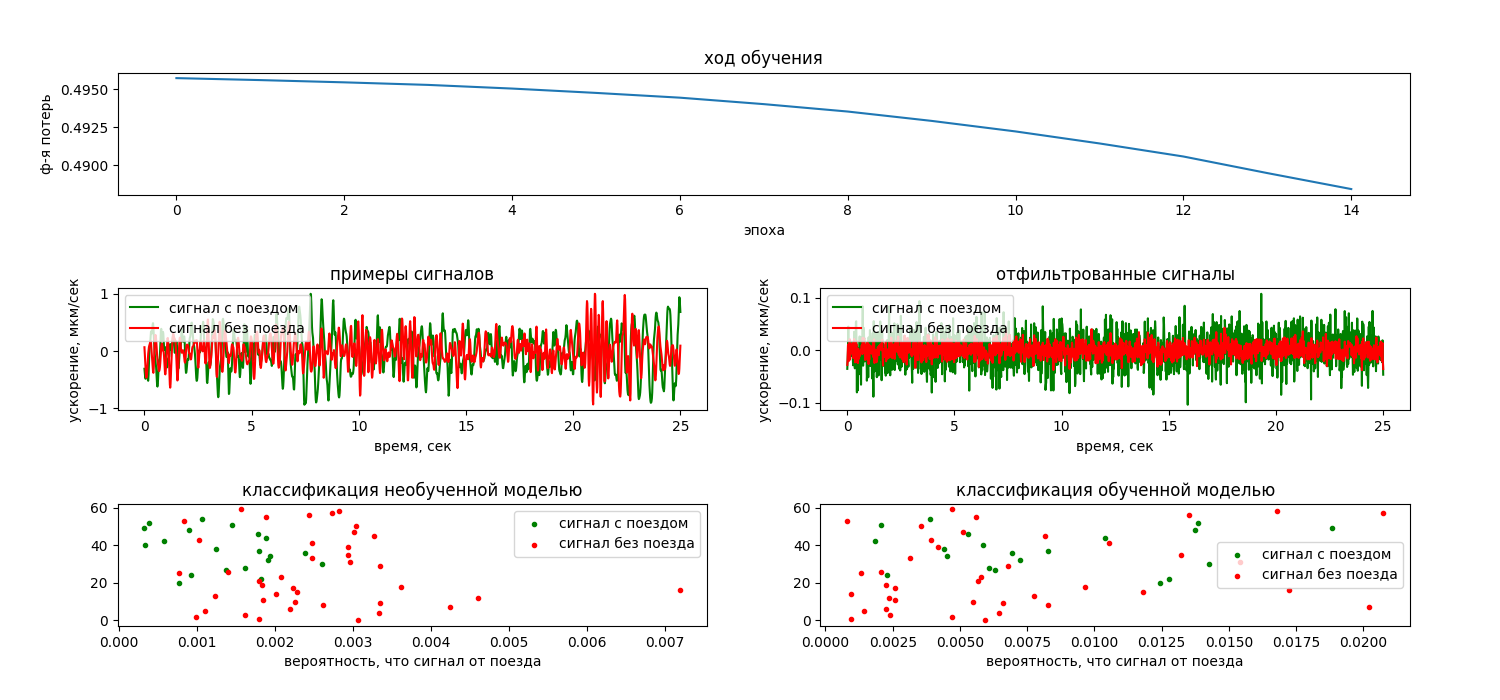 ход обучения
ф-я потерь
0.4950
0.4925
0.4900
0 2 4 6 8 10 12 14
эпоха
примеры сигналов
ускорение, мкм/сек
1
0
−1
сигнал с поездом
сигнал без поезда
0 5 10 15 20 25
время, сек
отфильтрованные сигналы
ускорение, мкм/сек
0.1
0.0
−0.1
сигнал с поездом
сигнал без поезда
0 5 10 15 20 25
время, сек
классификация необученной моделью
60
40
20
0
сигнал с поездом
сигнал без поезда
0.000 0.001 0.002 0.003 0.004 0.005 0.006 0.007
вероятность, что сигнал от поезда
классификация обученной моделью
60
40
20
0
сигнал с поездом
сигнал без поезда
0.0000 0.0025 0.0050 0.0075 0.0100 0.0125 0.0150 0.0175 0.0200
вероятность, что сигнал от поезда